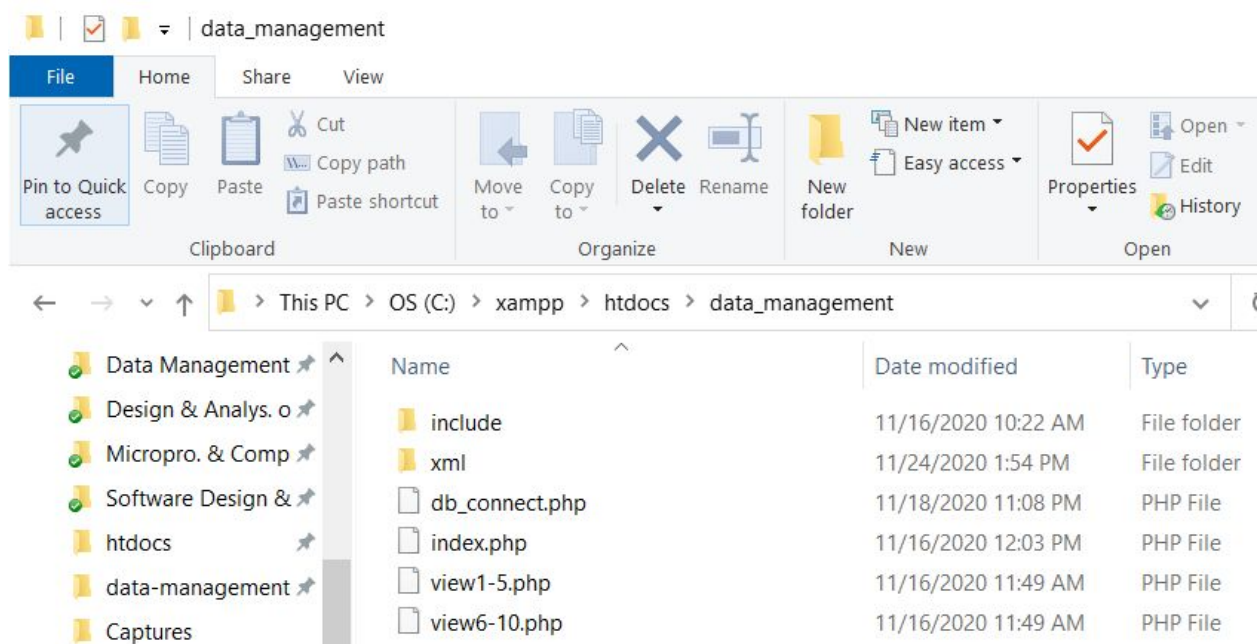 data_management
File Home Share View
Pin to Quick access
Copy
Paste
Cut
Copy path
Paste shortcut
Clipboard
Move to
Copy to
Delete
Rename
Organize
New folder
New item
Easy access
New
Properties
Open
Edit
History
Open
This PC > OS (C:) > xampp > htdocs > data_management
Data Management
Design & Analys. o
Micropro. & Comp
Software Design &
htdocs
data-management
Captures
Name Date modified Type
include 11/16/2020 10:22 AM File folder
xml 11/24/2020 1:54 PM File folder
db_connect.php 11/18/2020 11:08 PM PHP File
index.php 11/16/2020 12:03 PM PHP File
view1-5.php 11/16/2020 11:49 AM PHP File
view6-10.php 11/16/2020 11:49 AM PHP File